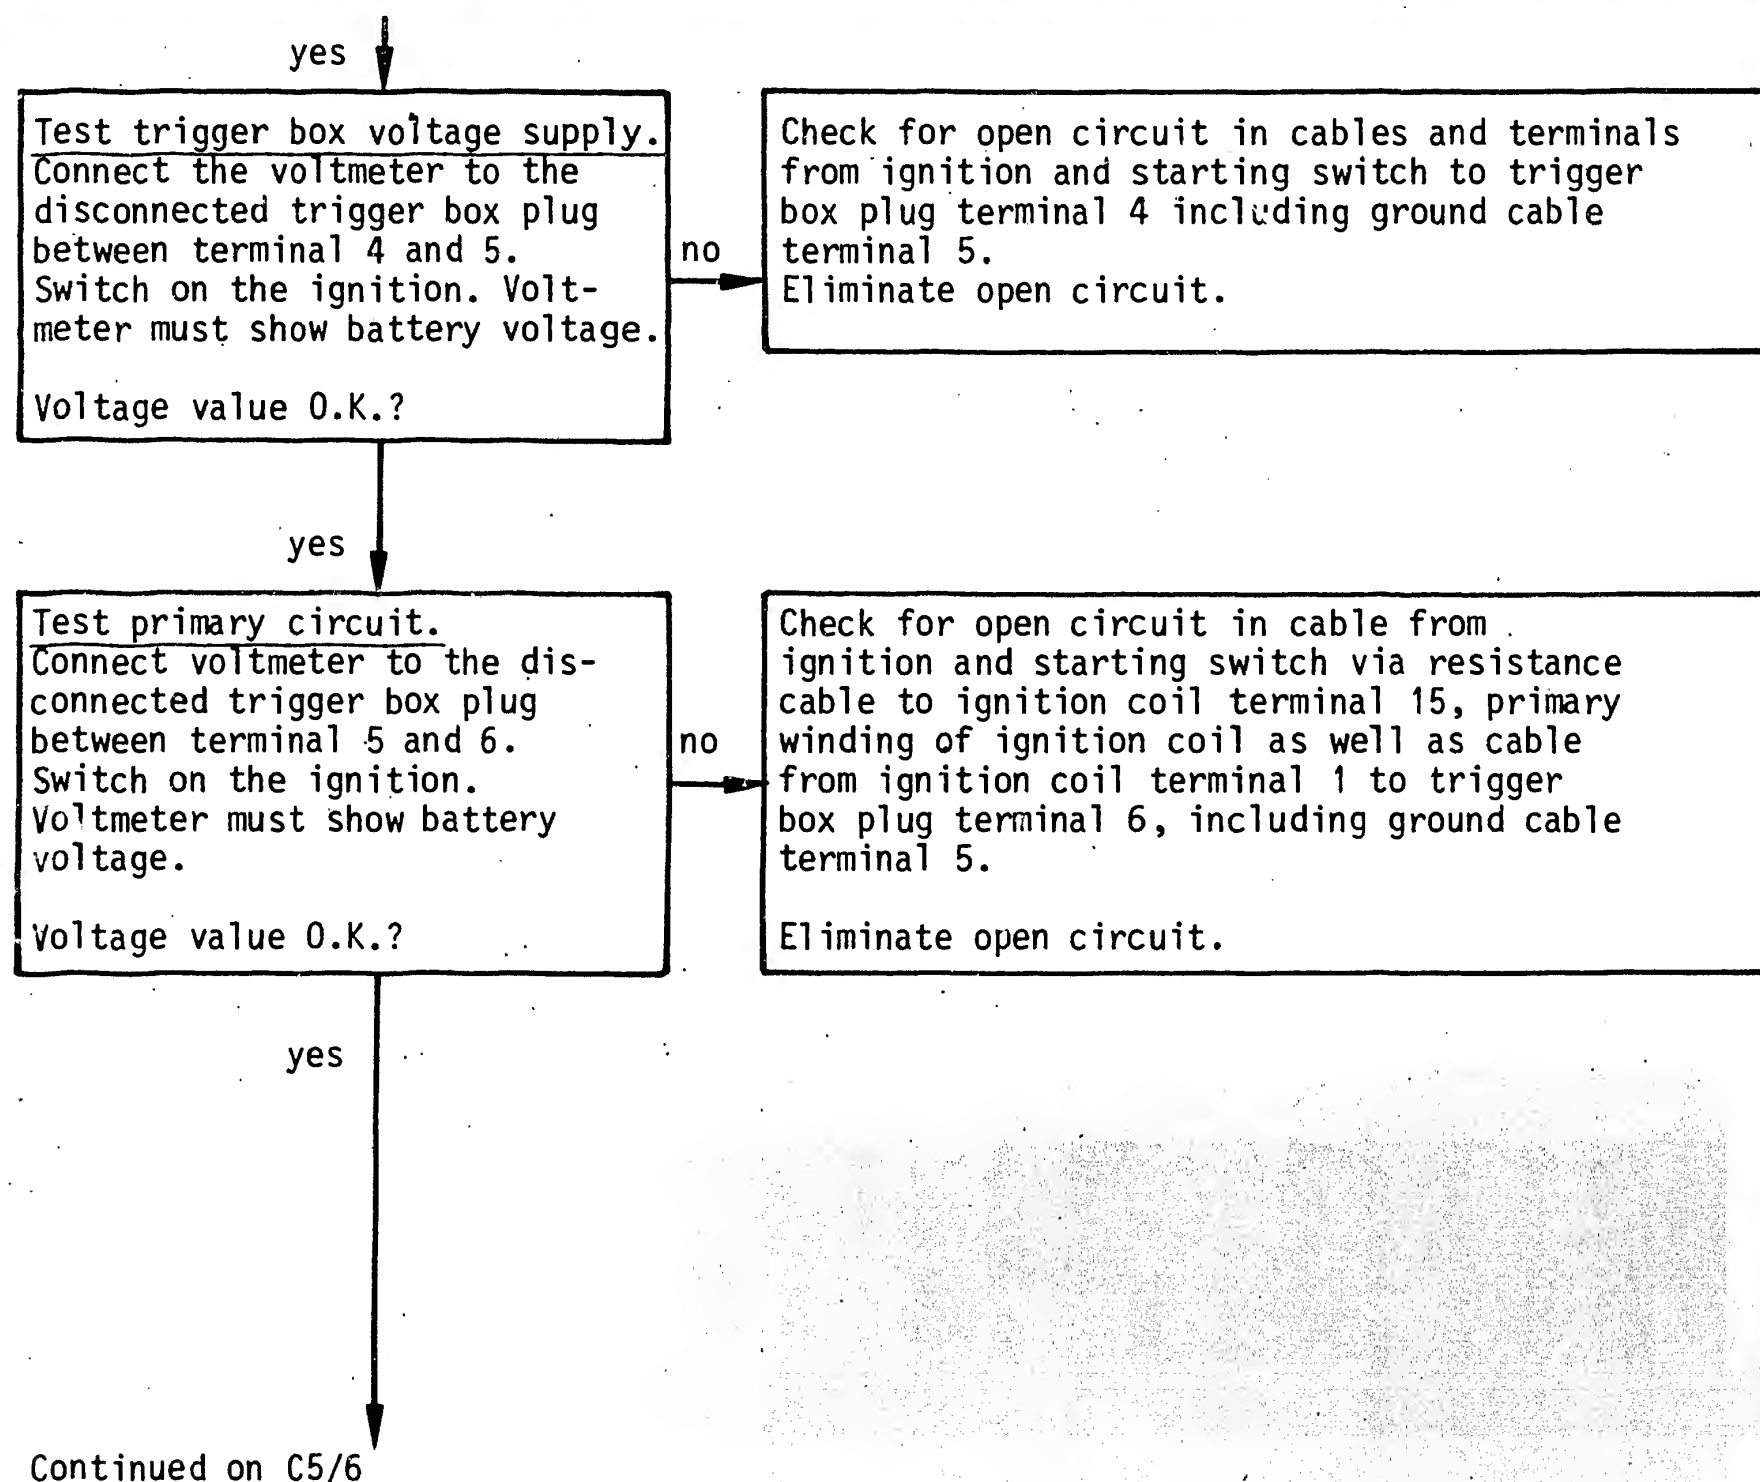 yes
Test trigger box voltage supply.
Connect the voltmeter to the
disconnected trigger box plug
between terminal 4 and 5.
Switch on the ignition. Volt-
meter must show battery voltage.
Voltage value O.K.?
no
Check for open circuit in cables and terminals
from ignition and starting switch to trigger
box plug terminal 4 including ground cable
terminal 5.
Eliminate open circuit.
yes
Test primary circuit.
Connect voltmeter to the dis-
connected trigger box plug
between terminal 5 and 6.
Switch on the ignition.
Voltmeter must show battery
voltage.
Voltage value O.K.?
no
Check for open circuit in cable from
ignition and starting switch via resistance
cable to ignition coil terminal 15, primary
winding of ignition coil as well as cable
from ignition coil terminal 1 to trigger
box plug terminal 6, including ground cable
terminal 5.
Eliminate open circuit.
yes
Continued on C5/6